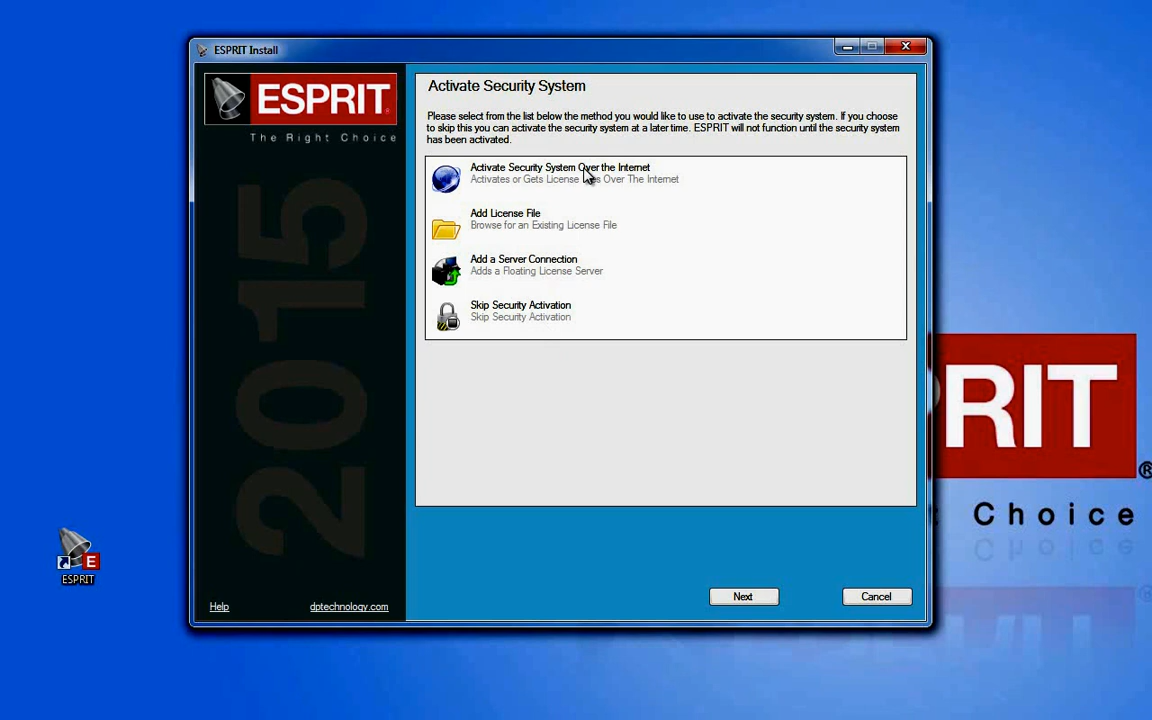 ESPRIT Install
ESPRIT®
The Right Choice
2015
Activate Security System
Please select from the list below the method you would like to use to activate the security system. If you choose
to skip this you can activate the security system at a later time. ESPRIT will not function until the security system
has been activated.
Activate Security System Over the Internet
Activates or Gets License Over The Internet
Add License File
Browse for an Existing License File
Add a Server Connection
Adds a Floating License Server
Skip Security Activation
Skip Security Activation
Next
Cancel
Help
dptechnology.com
E
ESPRIT
PRIT®
Choice